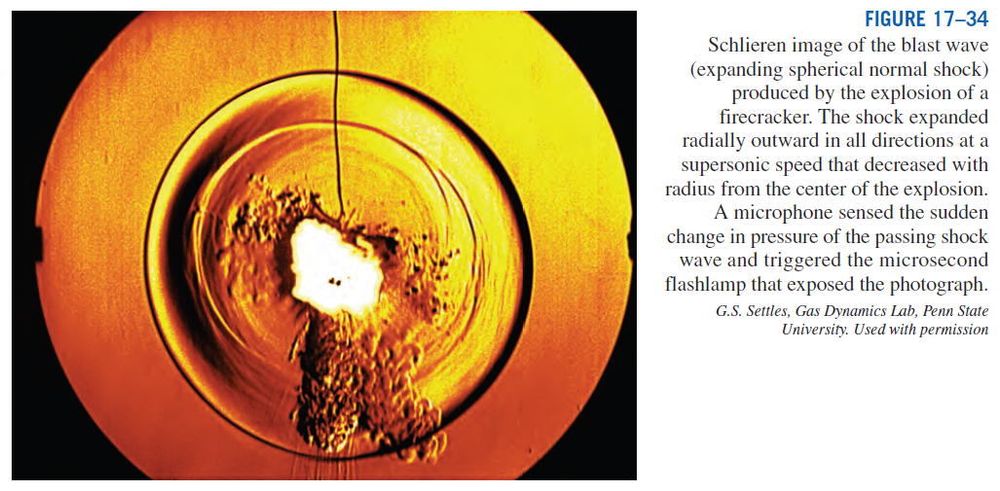 FIGURE 17–34
Schlieren image of the blast wave
(expanding spherical normal shock)
produced by the explosion of a
firecracker. The shock expanded
radially outward in all directions at a
supersonic speed that decreased with
radius from the center of the explosion.
A microphone sensed the sudden
change in pressure of the passing shock
wave and triggered the microsecond
flashlamp that exposed the photograph.
G.S. Settles, Gas Dynamics Lab, Penn State
University. Used with permission